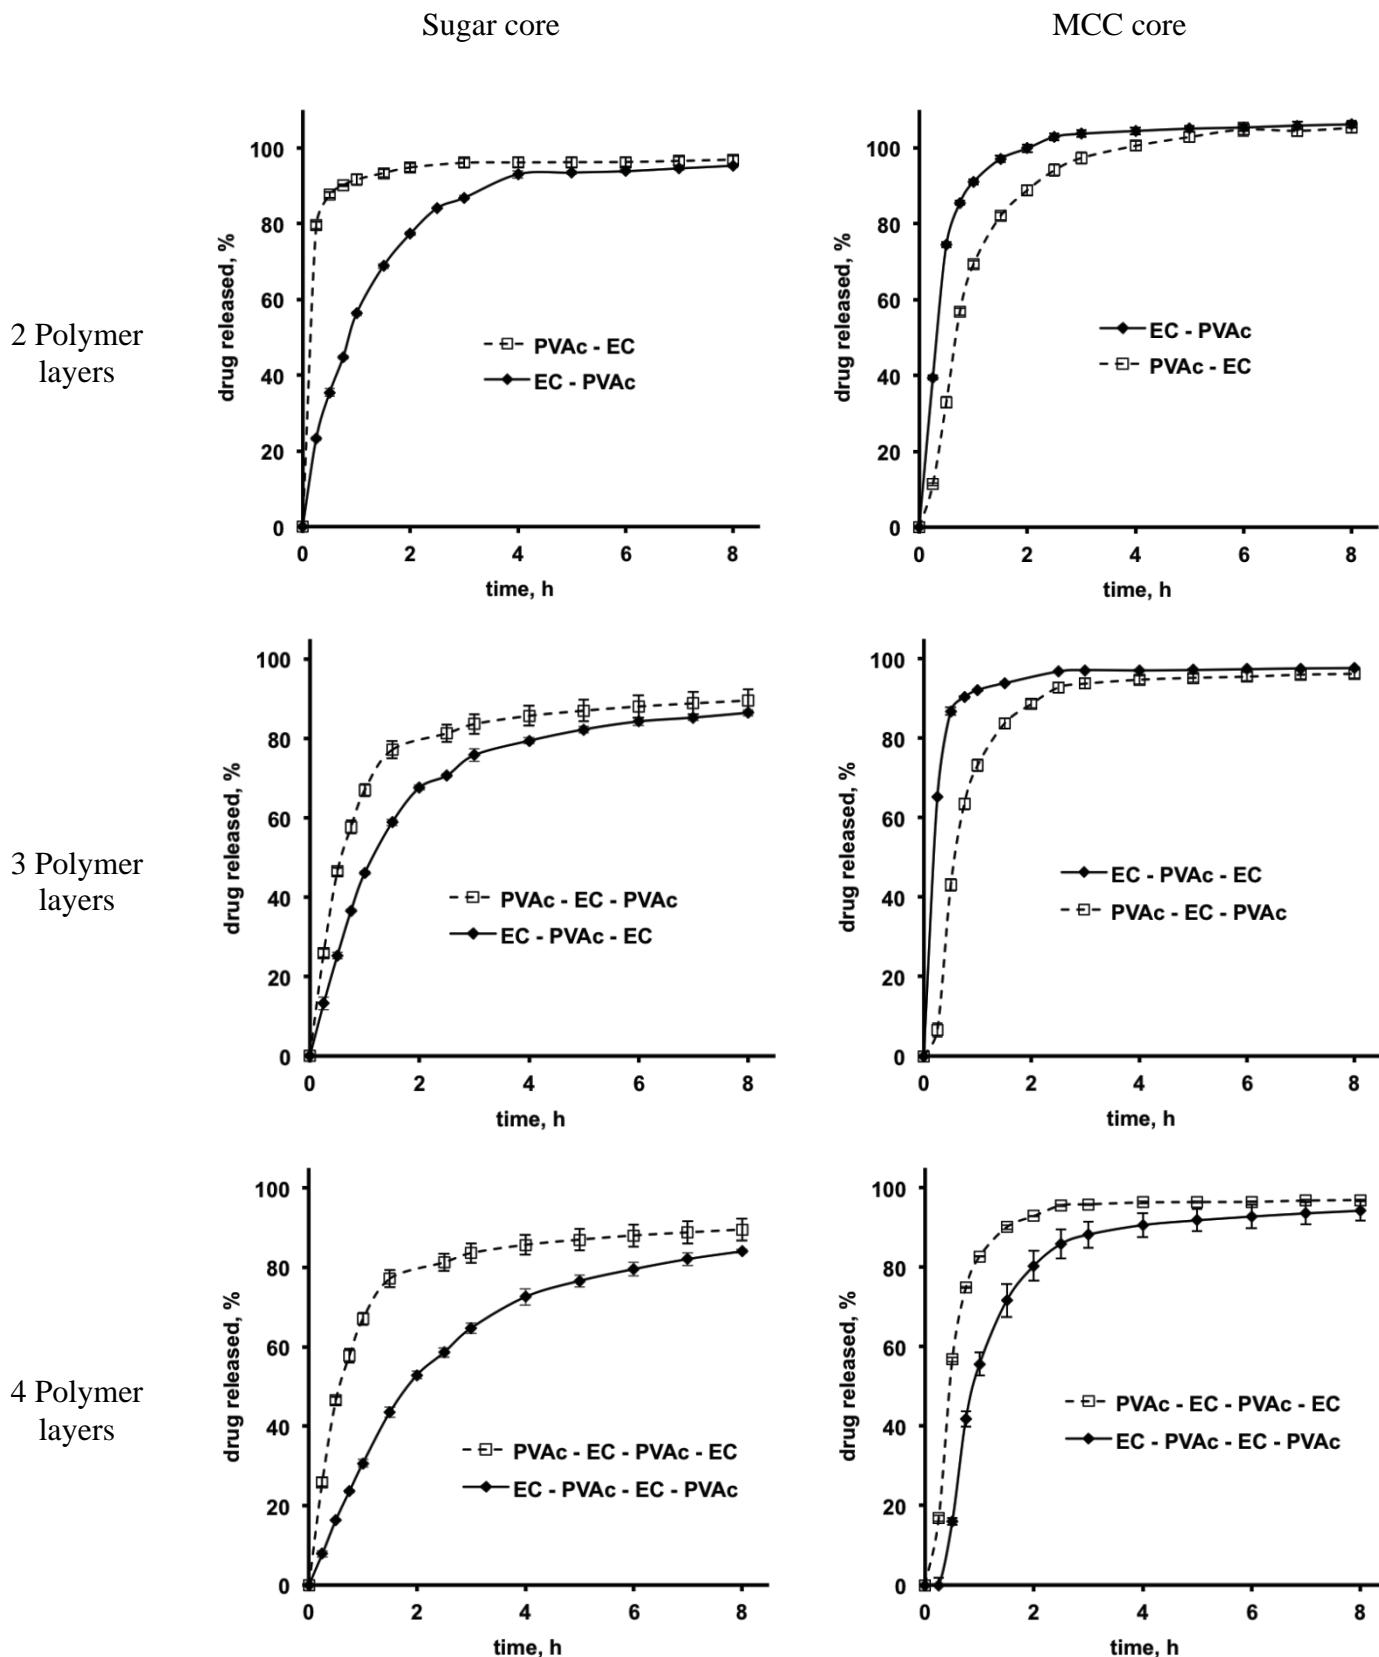 Sugar core
MCC core
2 Polymer
layers
drug released, %
100
80
60
40
20
0
0 2 4 6 8
time, h
PVAc - EC
EC - PVAc
drug released, %
100
80
60
40
20
0
0 2 4 6 8
time, h
EC - PVAc
PVAc - EC
3 Polymer
layers
drug released, %
100
80
60
40
20
0
0 2 4 6 8
time, h
PVAc - EC - PVAc
EC - PVAc - EC
drug released, %
100
80
60
40
20
0
0 2 4 6 8
time, h
EC - PVAc - EC
PVAc - EC - PVAc
4 Polymer
layers
drug released, %
100
80
60
40
20
0
0 2 4 6 8
time, h
PVAc - EC - PVAc - EC
EC - PVAc - EC - PVAc
drug released, %
100
80
60
40
20
0
0 2 4 6 8
time, h
PVAc - EC - PVAc - EC
EC - PVAc - EC - PVAc